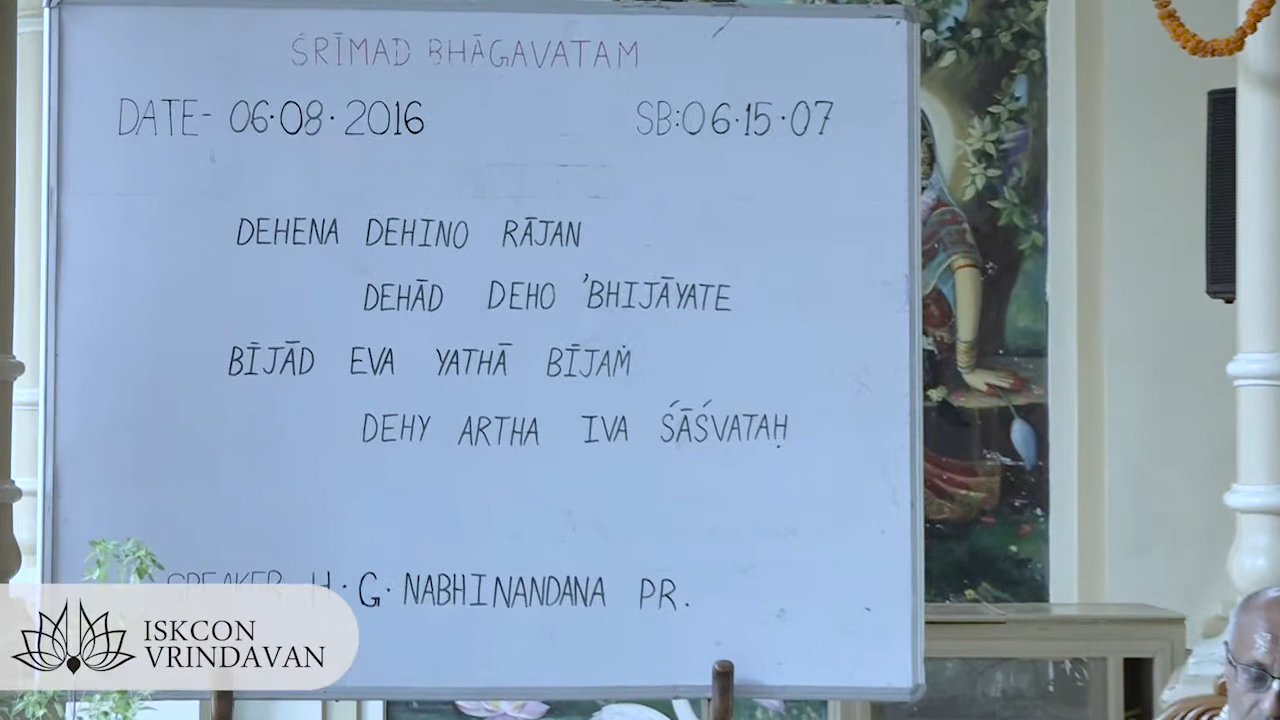 ŚRĪMAD BHĀGAVATAM
DATE- 06.08.2016 SB:06.15.07
DEHENA DEHINO RĀJAN
DEHĀD DEHO 'BHIJĀYATE
BĪJĀD EVA YATHĀ BĪJAṀ
DEHY ARTHA IVA ŚĀŚVATAḤ
SPEAKER H.G. NABHINANDANA PR.
ISKCON
VRINDAVAN